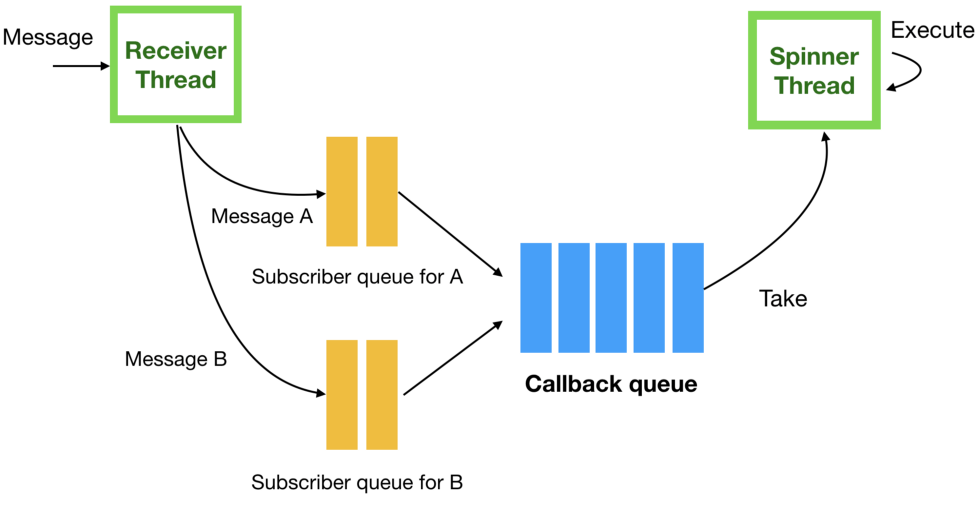 Message
Receiver
Thread
Message A
Subscriber queue for A
Message B
Subscriber queue for B
Callback queue
Take
Spinner
Thread
Execute